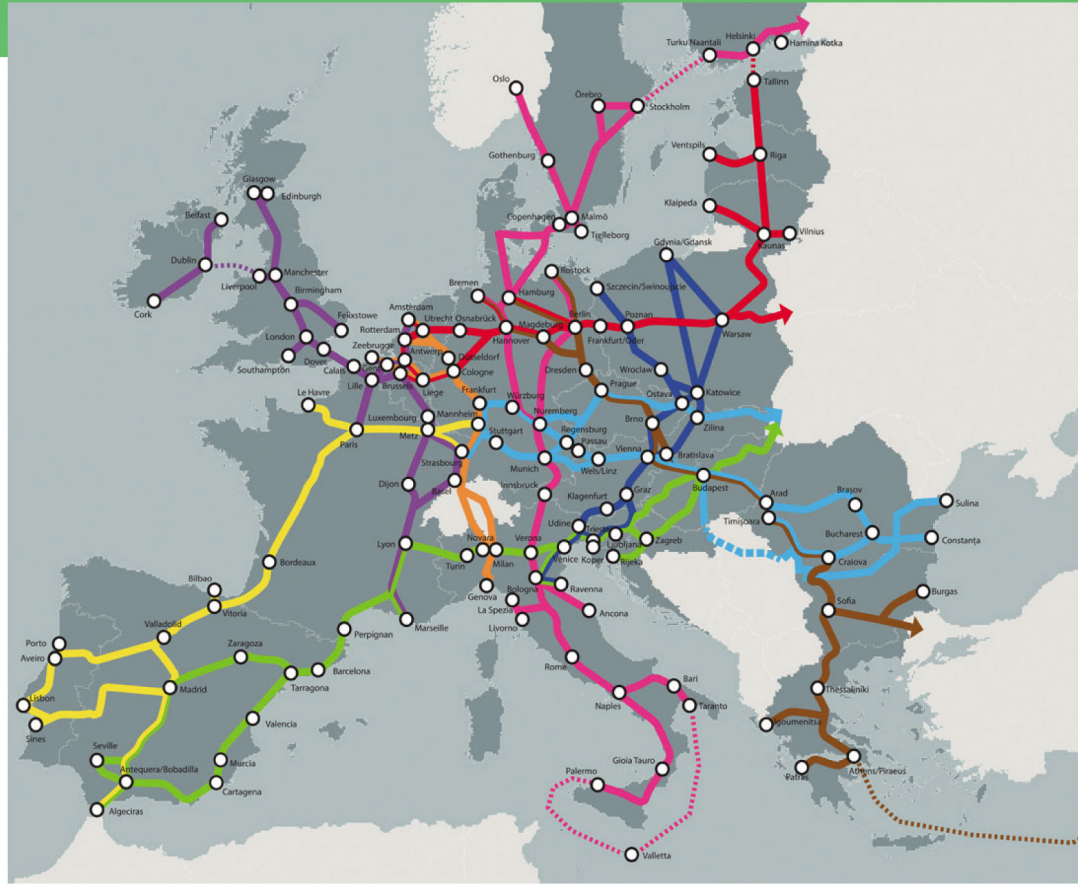 Helsinki
Turku Naantali
Hamina Kotka
Oslo
Tallinn
Örebro
Stockholm
Ventspils
Riga
Gothenburg
Glasgow
Edinburgh
Klaipeda
Belfast
Copenhagen
Malmö
Trelleborg
Kaunas
Vilnius
Gdynia/Gdansk
Dublin
Liverpool
Manchester
Rostock
Bremen
Hamburg
Szczecin/Swinoujscie
Cork
Birmingham
Amsterdam
Felixstowe
Utrecht
Osnabrück
Berlin
Poznan
Warsaw
Rotterdam
Magdeburg
London
Hannover
Frankfurt/Oder
Zeebrugge
Antwerp
Düsseldorf
Dover
Southampton
Calais
Cologne
Dresden
Wroclaw
Lille
Brussels
Liege
Prague
Le Havre
Frankfurt
Würzburg
Ostava
Katowice
Luxembourg
Mannheim
Nuremberg
Brno
Zilina
Paris
Metz
Stuttgart
Regensburg
Passau
Strasbourg
Munich
Wels/Linz
Vienna
Bratislava
Dijon
Basel
Innsbruck
Klagenfurt
Graz
Budapest
Arad
Braşov
Sulina
Timişoara
Udine
Bucharest
Constanţa
Lyon
Novara
Milan
Turin
Verona
Venice
Koper
Ljubljana
Zagreb
Rijeka
Craiova
Bordeaux
Genova
Bologna
Ravenna
Bilbao
Vitoria
La Spezia
Livorno
Ancona
Marseille
Sofia
Burgas
Valladolid
Perpignan
Porto
Aveiro
Zaragoza
Rome
Barcelona
Madrid
Tarragona
Bari
Thessaliniki
Lisbon
Naples
Taranto
Sines
Valencia
Igoumenitsa
Seville
Murcia
Gioia Tauro
Antequera/Bobadilla
Palermo
Patras
Athens/Piraeus
Cartagena
Algeciras
Valletta